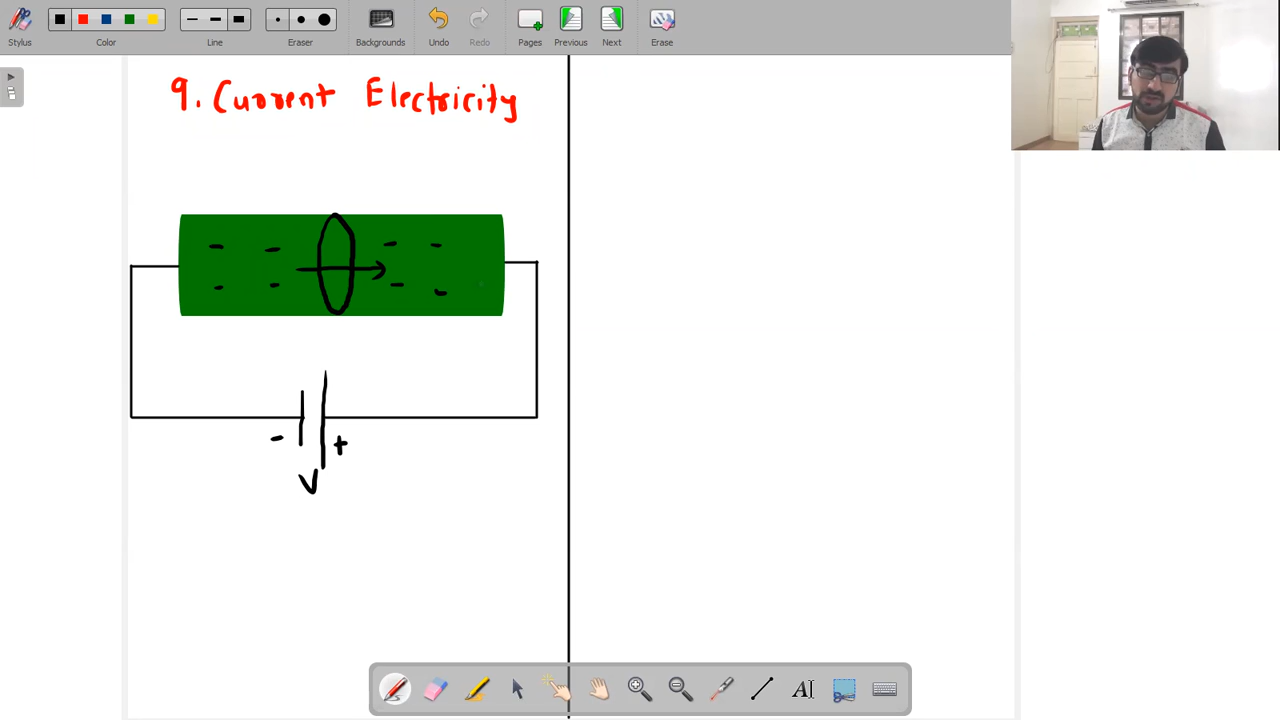 Stylus
Color
Line
Eraser
Backgrounds
Undo
Redo
Pages
Previous
Next
Erase
9. Current Electricity
- - - -
- - - -
- +
V